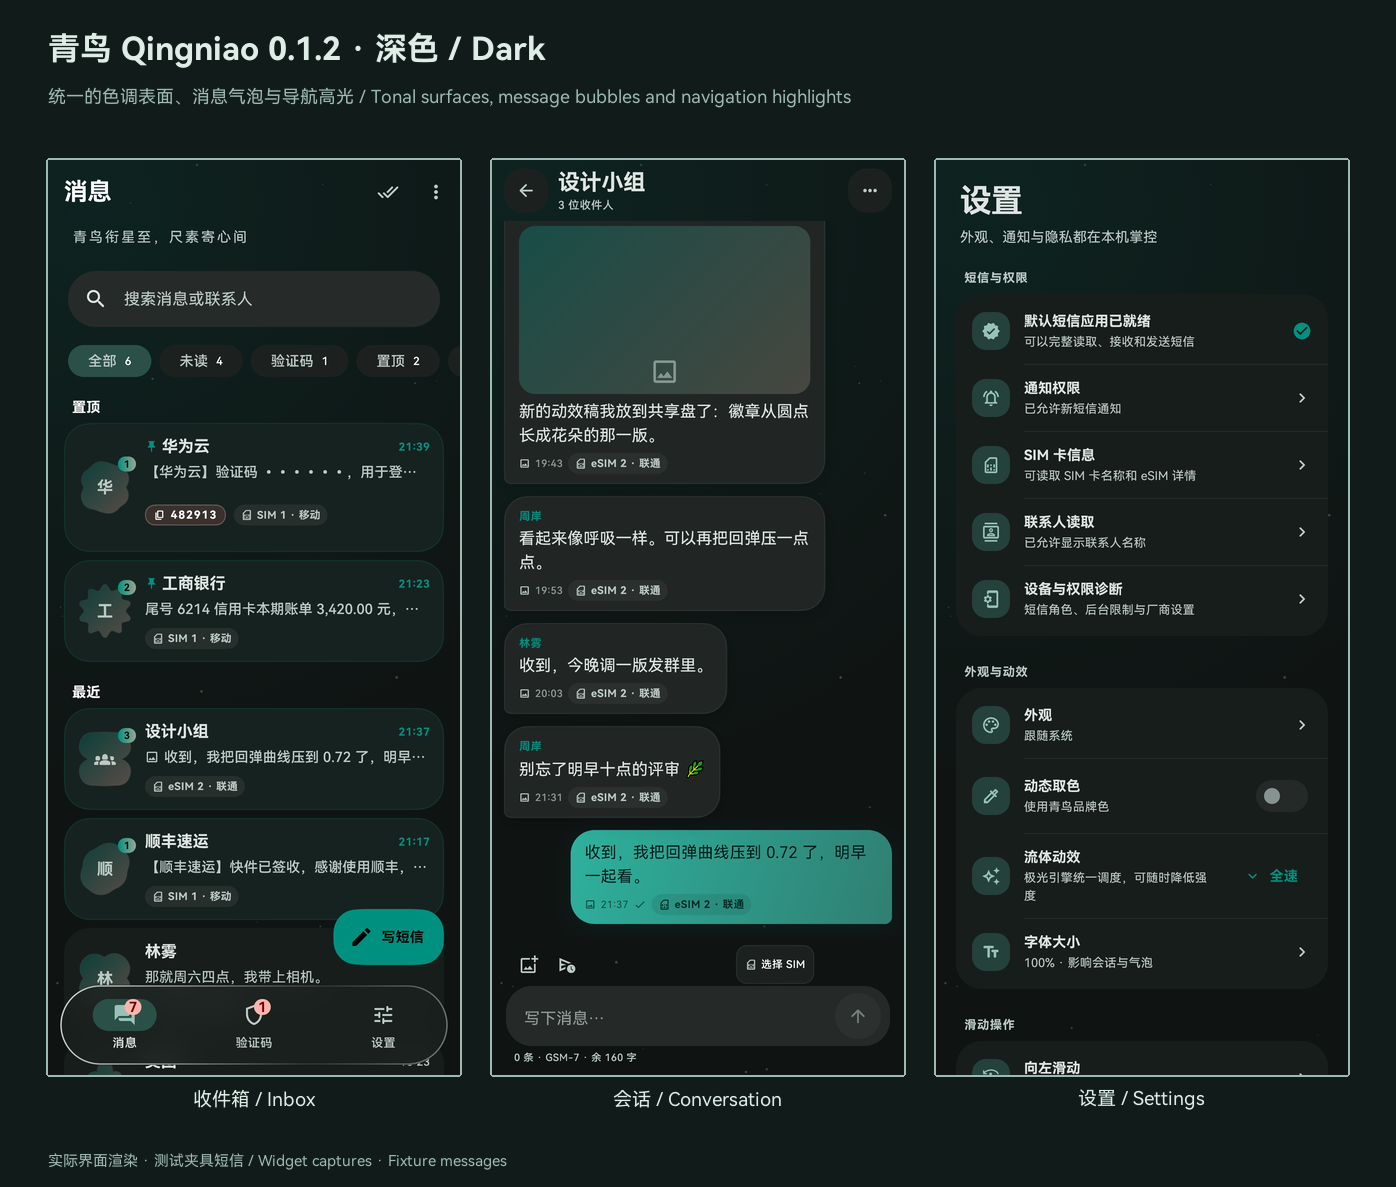 青鸟 Qingniao 0.1.2 · 深色 / Dark
统一的色调表面、消息气泡与导航高光 / Tonal surfaces, message bubbles and navigation highlights
消息
青鸟衔星至，尺素寄心间
搜索消息或联系人
全部 6
未读 4
验证码 1
置顶 2
置顶
华
1
华为云
21:39
【华为云】验证码 • • • • • •，用于登…
482913
SIM 1 · 移动
工
2
工商银行
21:23
尾号 6214 信用卡本期账单 3,420.00 元，…
SIM 1 · 移动
最近
3
设计小组
21:37
收到，我把回弹曲线压到 0.72 了，明早…
eSIM 2 · 联通
顺
1
顺丰速运
21:17
【顺丰速运】快件已签收，感谢使用顺丰，…
SIM 1 · 移动
林
林雾
那就周六四点，我带上相机。
写短信
7
消息
1
验证码
设置
收件箱 / Inbox
设计小组
3 位收件人
新的动效稿我放到共享盘了：徽章从圆点
长成花朵的那一版。
19:43
eSIM 2 · 联通
周岸
看起来像呼吸一样。可以再把回弹压一点
点。
19:53
eSIM 2 · 联通
林雾
收到，今晚调一版发群里。
20:03
eSIM 2 · 联通
周岸
别忘了明早十点的评审
21:31
eSIM 2 · 联通
收到，我把回弹曲线压到 0.72 了，明早
一起看。
21:37
eSIM 2 · 联通
选择 SIM
写下消息…
0 条 · GSM-7 · 余 160 字
会话 / Conversation
设置
外观、通知与隐私都在本机掌控
短信与权限
默认短信应用已就绪
可以完整读取、接收和发送短信
通知权限
已允许新短信通知
SIM 卡信息
可读取 SIM 卡名称和 eSIM 详情
联系人读取
已允许显示联系人名称
设备与权限诊断
短信角色、后台限制与厂商设置
外观与动效
外观
跟随系统
动态取色
使用青鸟品牌色
流体动效
极光引擎统一调度，可随时降低强
度
全速
Tт
字体大小
100% · 影响会话与气泡
滑动操作
向左滑动
设置 / Settings
实际界面渲染 · 测试夹具短信 / Widget captures · Fixture messages